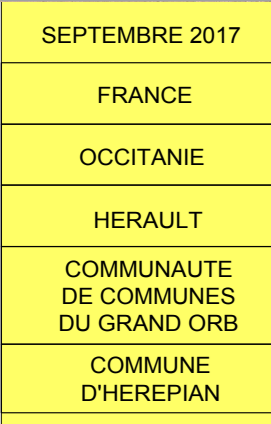 SEPTEMBRE 2017
FRANCE
OCCITANIE
HERAULT
COMMUNAUTE
DE COMMUNES
DU GRAND ORB
COMMUNE
D'HEREPIAN